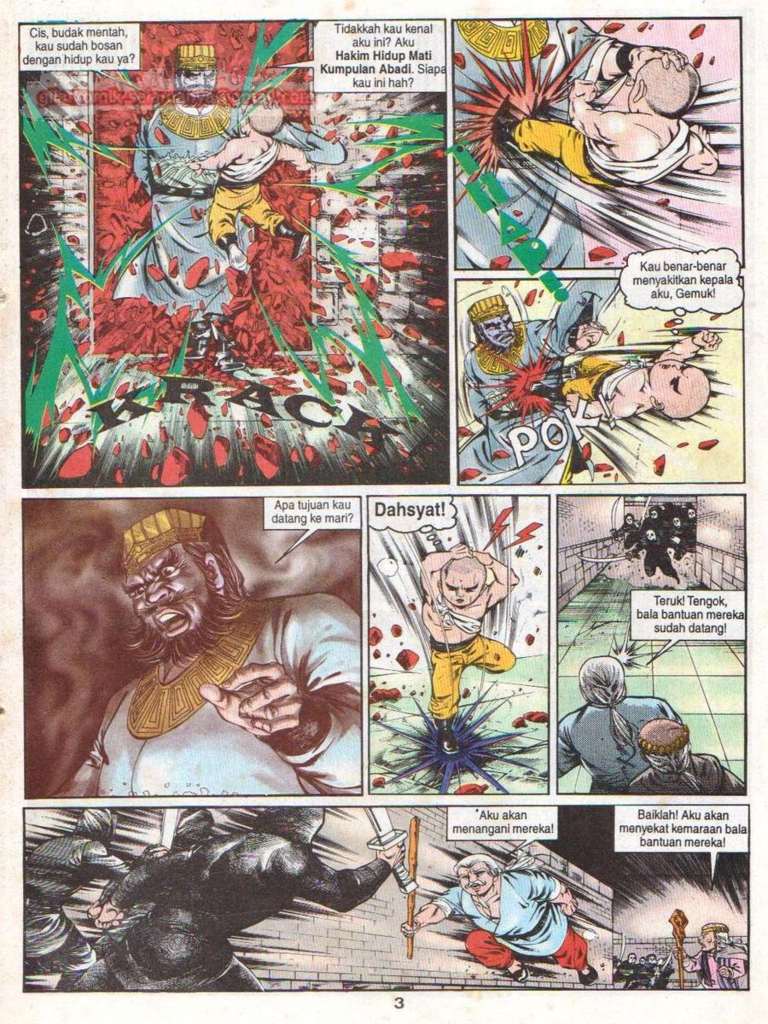 Cis, budak mentah,
kau sudah bosan
dengan hidup kau ya?
Tidakkah kau kenal
aku ini? Aku
Hakim Hidup Mati
Kumpulan Abadi. Siapa
kau ini hah?
KRACK
Kau benar-benar
menyakitkan kepala
aku, Gemuk!
POK
Apa tujuan kau
datang ke mari?
Dahsyat!
Teruk! Tengok,
bala bantuan mereka
sudah datang!
Aku akan
menangani mereka!
Baiklah! Aku akan
menyekat kemaraan bala
bantuan mereka!
3